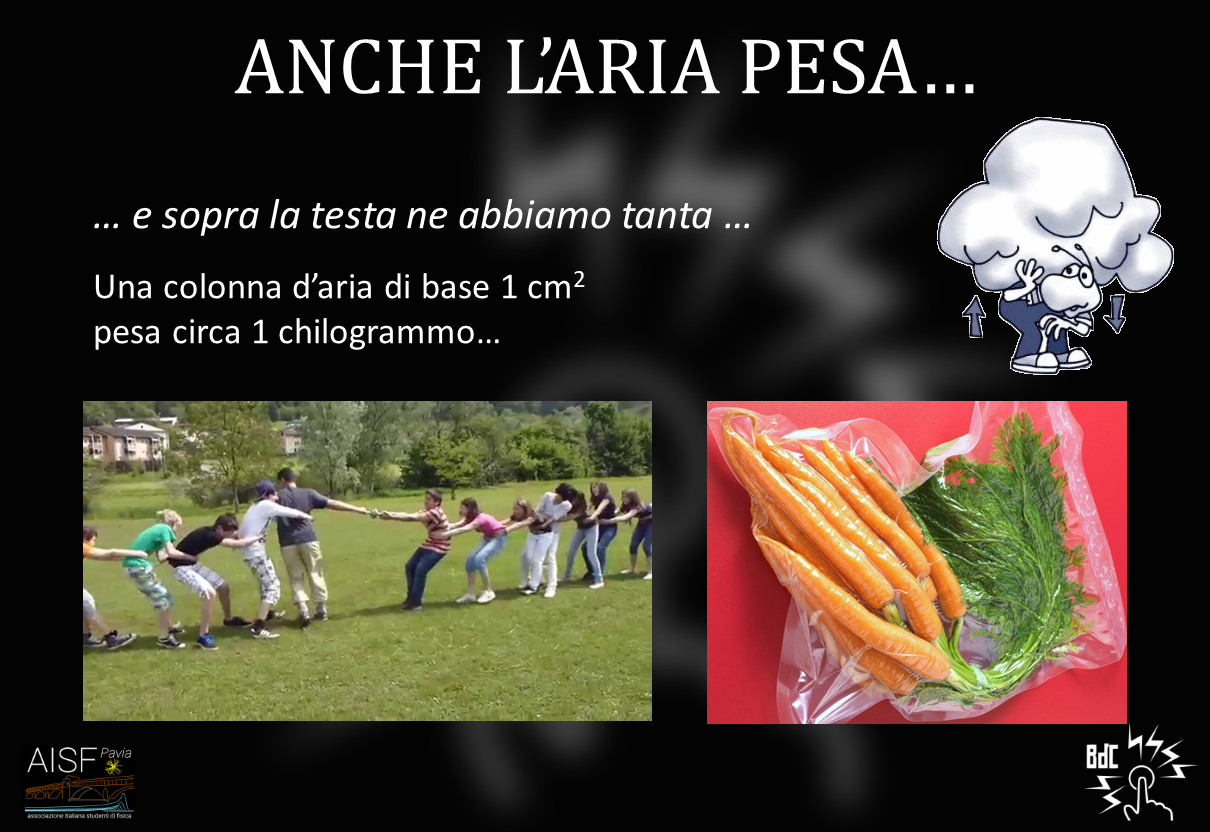 ANCHE L’ARIA PESA…
… e sopra la testa ne abbiamo tanta …
Una colonna d’aria di base 1 cm²
pesa circa 1 chilogrammo…
AISF Pavia
associazione italiana studenti di fisica
BdC